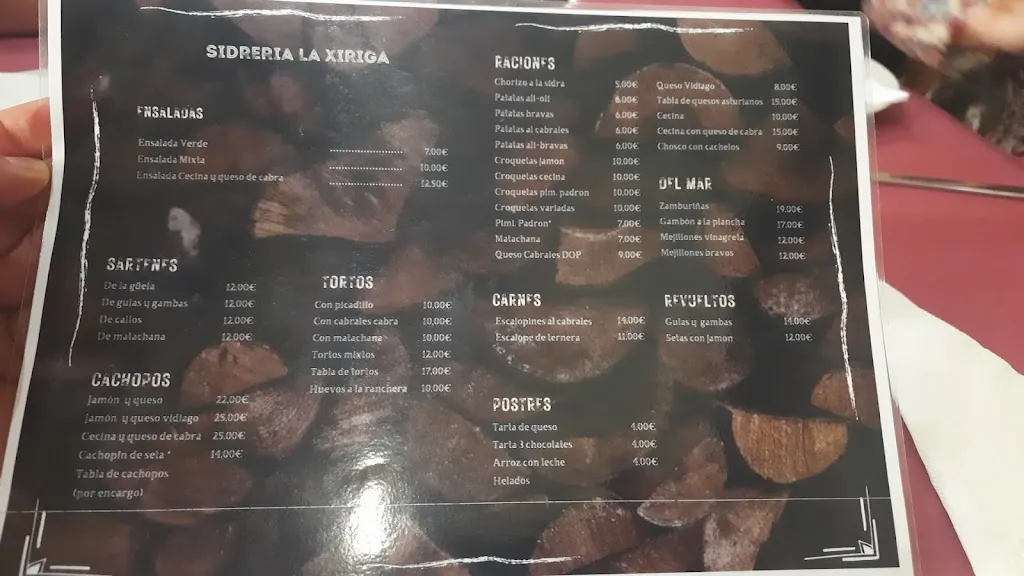 SIDRERIA LA XIRIGA
ENSALADAS
Ensalada Verde ........................ 7,00€
Ensalada Mixta ........................ 10,00€
Ensalada Cecina y queso de cabra ........................ 12,50€
SARTENES
De la güela 12,00€
De gulas y gambas 12,00€
De callos 12,00€
De matachana 12,00€
CACHOPOS
Jamón y queso 22,00€
Jamón y queso vidiago 25,00€
Cecina y queso de cabra 25,00€
Cachopín de seta * 14,00€
Tabla de cachopos
(por encargo)
TORTOS
Con picadillo 10,00€
Con cabrales cabra 10,00€
Con matachana 10,00€
Tortos mixtos 12,00€
Tabla de tortos 17,00€
Huevos a la ranchera 10,00€
RACIONES
Chorizo a la sidra 5,00€
Patatas ali-oli 6,00€
Patatas bravas 6,00€
Patatas al cabrales 6,00€
Patatas ali-bravas 6,00€
Croquetas jamon 10,00€
Croquetas cecina 10,00€
Croquetas pim. padron 10,00€
Croquetas variadas 10,00€
Pimt. Padron* 7,00€
Matachana 7,00€
Queso Cabrales DOP 9,00€
Queso Vidiago 8,00€
Tabla de quesos asturianos 15,00€
Cecina 10,00€
Cecina con queso de cabra 15,00€
Chosco con cachelos 9,00€
DEL MAR
Zamburiñas 19,00€
Gambón a la plancha 17,00€
Mejillones vinagreta 12,00€
Mejillones bravos 12,00€
CARNES
Escalopines al cabrales 14,00€
Escalope de ternera 11,00€
REVUELTOS
Gulas y gambas 14,00€
Setas con jamon 12,00€
POSTRES
Tarta de queso 4,00€
Tarta 3 chocolates 4,00€
Arroz con leche 4,00€
Helados